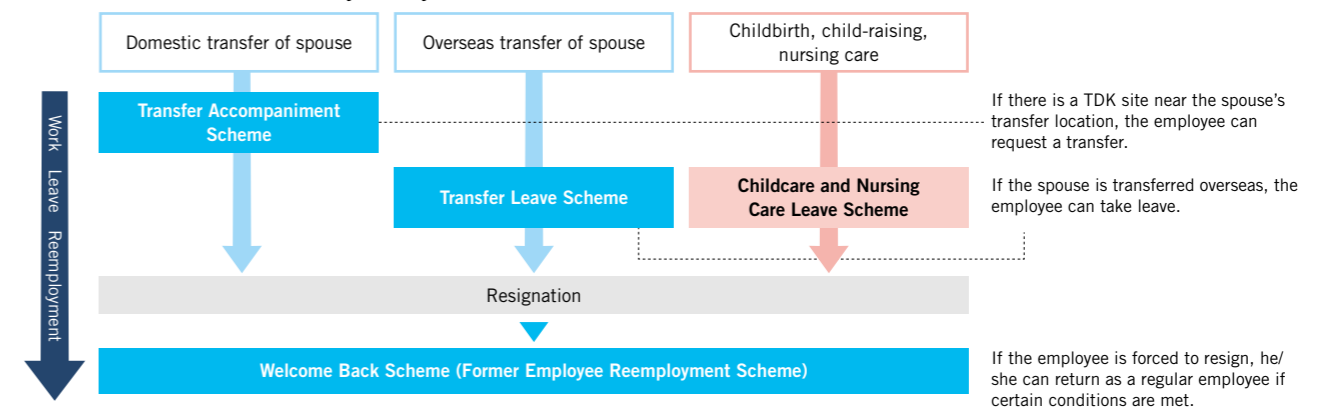 Domestic transfer of spouse
Overseas transfer of spouse
Childbirth, child-raising,
nursing care
Work Leave Reemployment
Transfer Accompaniment
Scheme
If there is a TDK site near the spouse's
transfer location, the employee can
request a transfer.
Transfer Leave Scheme
Childcare and Nursing
Care Leave Scheme
If the spouse is transferred overseas, the
employee can take leave.
Resignation
Welcome Back Scheme (Former Employee Reemployment Scheme)
If the employee is forced to resign, he/
she can return as a regular employee if
certain conditions are met.